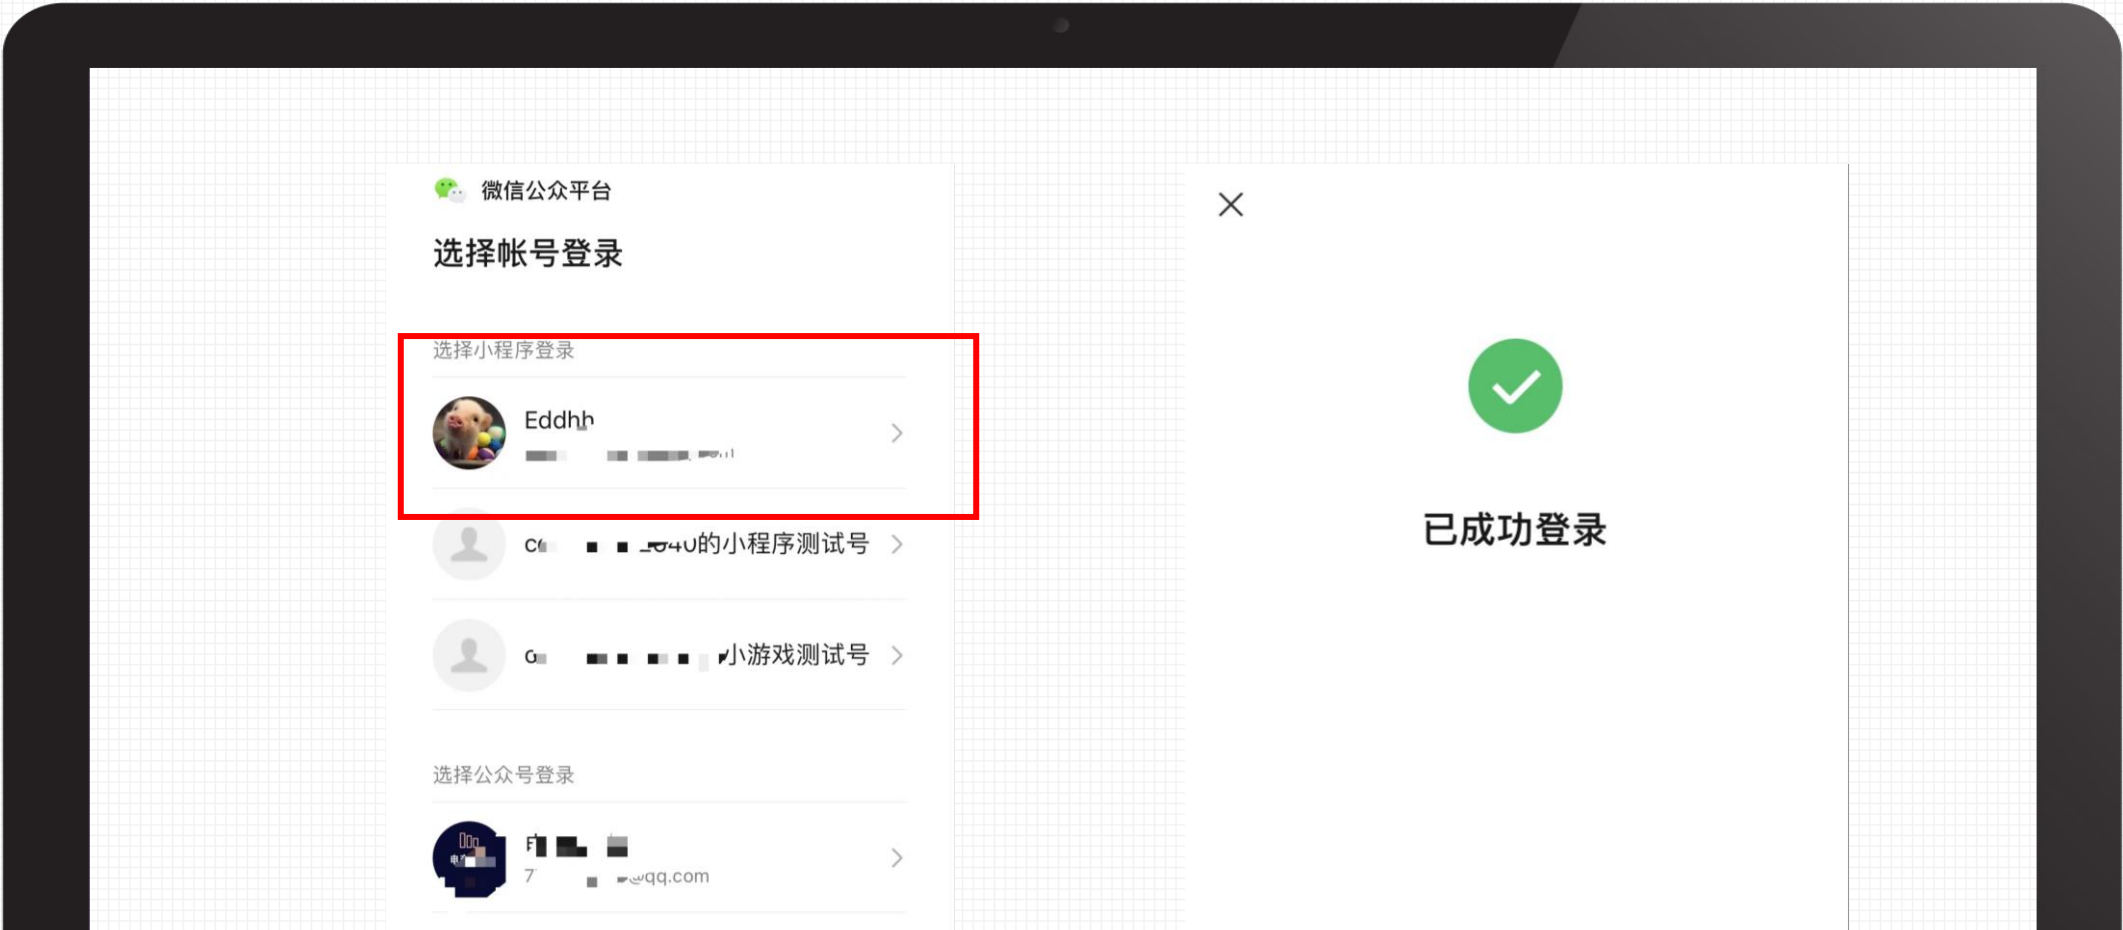 微信公众平台
选择帐号登录
选择小程序登录
Eddhh
的小程序测试号
小游戏测试号
选择公众号登录
@qq.com
已成功登录